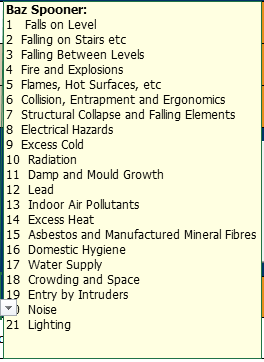 Baz Spooner:
1 Falls on Level
2 Falling on Stairs etc
3 Falling Between Levels
4 Fire and Explosions
5 Flames, Hot Surfaces, etc
6 Collision, Entrapment and Ergonomics
7 Structural Collapse and Falling Elements
8 Electrical Hazards
9 Excess Cold
10 Radiation
11 Damp and Mould Growth
12 Lead
13 Indoor Air Pollutants
14 Excess Heat
15 Asbestos and Manufactured Mineral Fibres
16 Domestic Hygiene
17 Water Supply
18 Crowding and Space
19 Entry by Intruders
Noise
21 Lighting